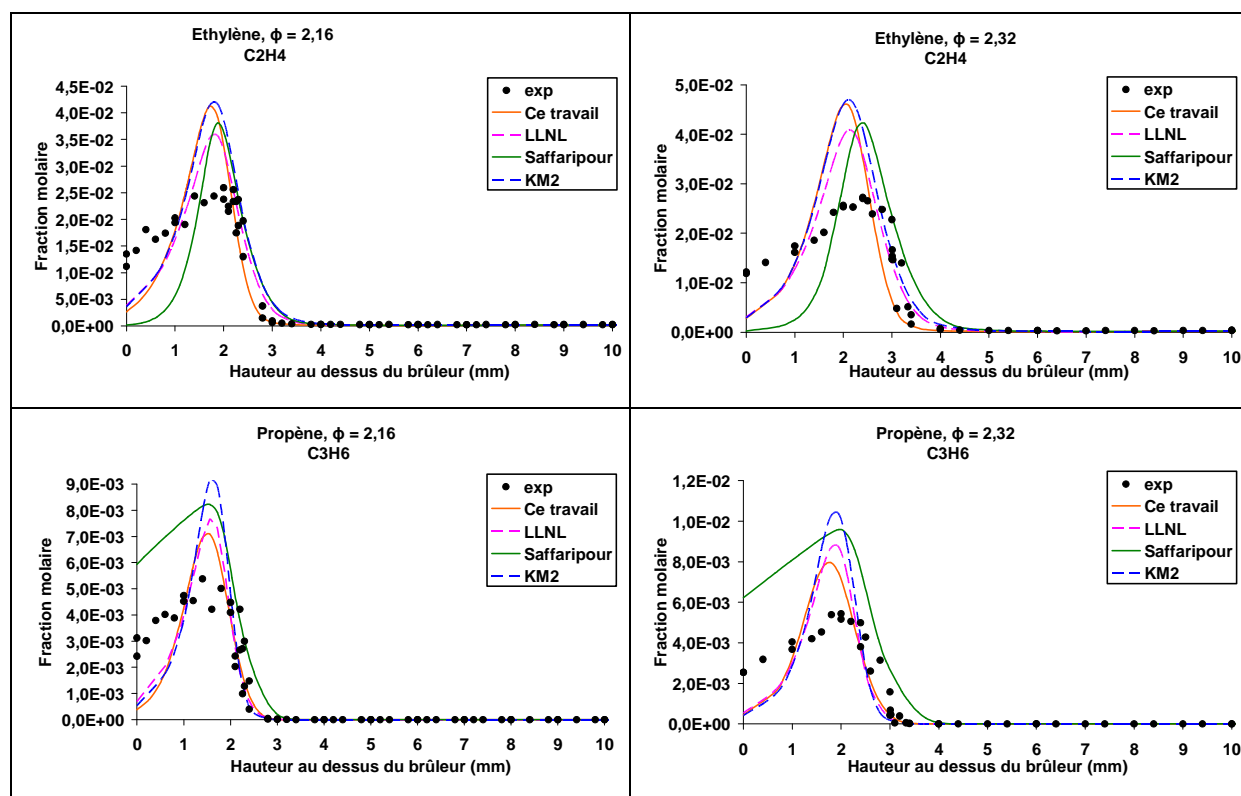 Ethylène, ϕ = 2,16
C2H4
4,5E-02
4,0E-02
3,5E-02
3,0E-02
2,5E-02
2,0E-02
1,5E-02
1,0E-02
5,0E-03
0,0E+00
Fraction molaire
exp
Ce travail
LLNL
Saffaripour
KM2
0 1 2 3 4 5 6 7 8 9 10
Hauteur au dessus du brûleur (mm)
Ethylène, ϕ = 2,32
C2H4
5,0E-02
4,0E-02
3,0E-02
2,0E-02
1,0E-02
0,0E+00
Fraction molaire
exp
Ce travail
LLNL
Saffaripour
KM2
0 1 2 3 4 5 6 7 8 9 10
Hauteur au dessus du brûleur (mm)
Propène, ϕ = 2,16
C3H6
9,0E-03
8,0E-03
7,0E-03
6,0E-03
5,0E-03
4,0E-03
3,0E-03
2,0E-03
1,0E-03
0,0E+00
Fraction molaire
exp
Ce travail
LLNL
Saffaripour
KM2
0 1 2 3 4 5 6 7 8 9 10
Hauteur au dessus du brûleur (mm)
Propène, ϕ = 2,32
C3H6
1,2E-02
1,0E-02
8,0E-03
6,0E-03
4,0E-03
2,0E-03
0,0E+00
Fraction molaire
exp
Ce travail
LLNL
Saffaripour
KM2
0 1 2 3 4 5 6 7 8 9 10
Hauteur au dessus du brûleur (mm)